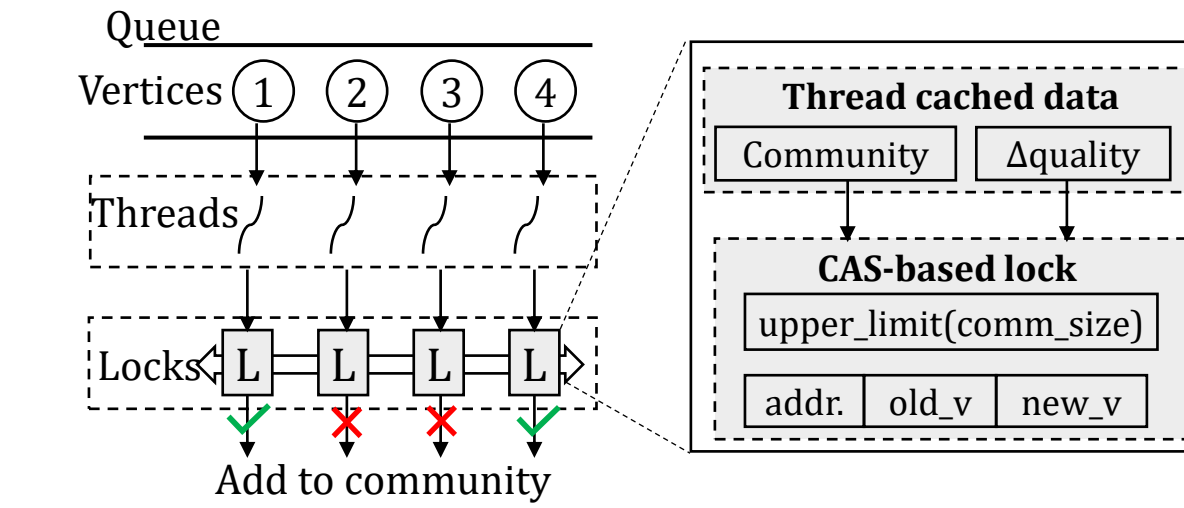 Queue
Vertices 1 2 3 4
Threads
Locks L L L L
Add to community
Thread cached data
Community Δquality
CAS-based lock
upper_limit(comm_size)
addr. old_v new_v